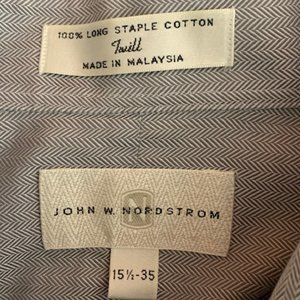 100% LONG STAPLE COTTON
Twill
MADE IN MALAYSIA
N
JOHN W. NORDSTROM
15½-35